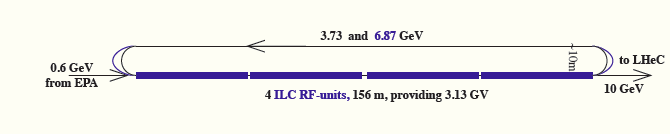 3.73 and 6.87 GeV
~10m
to LHeC
0.6 GeV
from EPA
10 GeV
4 ILC RF-units, 156 m, providing 3.13 GV